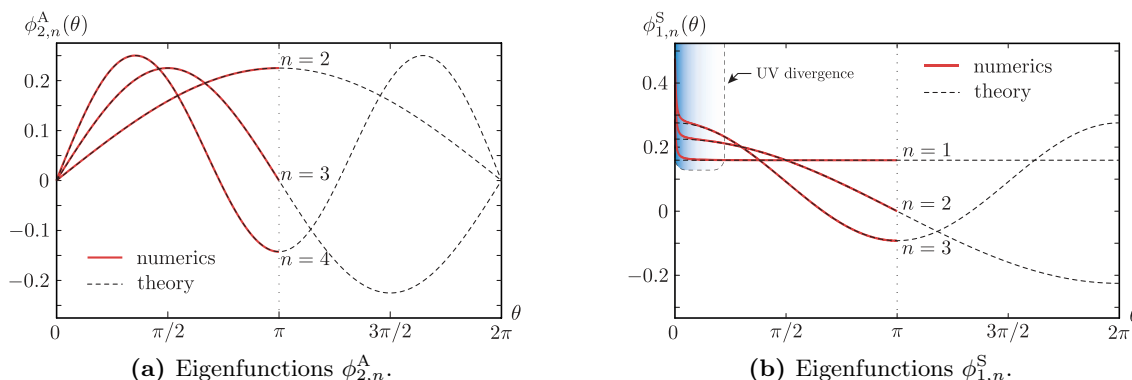 ϕ^A_{2,n}(θ)
0.2
0.1
0
−0.1
−0.2
n = 2
n = 3
n = 4
numerics
theory
0
π/2
π
3π/2
2π
θ
(a) Eigenfunctions ϕ^A_{2,n}.
ϕ^S_{1,n}(θ)
0.4
0.2
0
−0.2
UV divergence
numerics
theory
n = 1
n = 2
n = 3
0
π/2
π
3π/2
2π
θ
(b) Eigenfunctions ϕ^S_{1,n}.